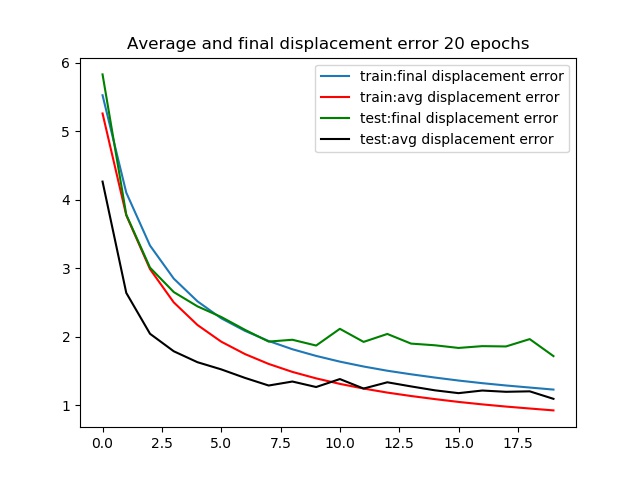 Average and final displacement error 20 epochs
train:final displacement error
train:avg displacement error
test:final displacement error
test:avg displacement error
6
5
4
3
2
1
0.0 2.5 5.0 7.5 10.0 12.5 15.0 17.5